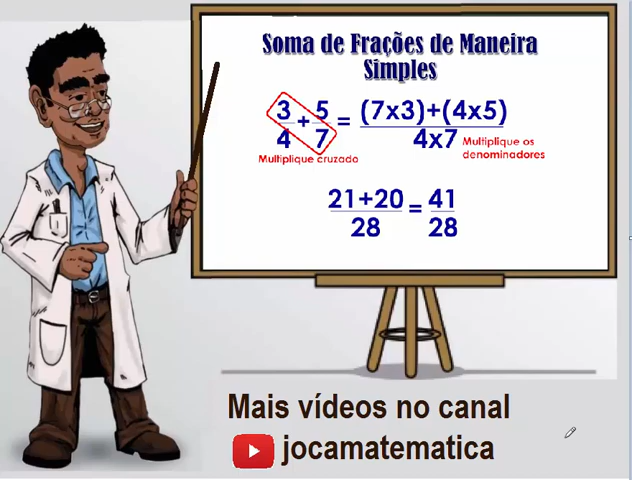 Soma de Frações de Maneira
Simples
3/4 + 5/7 = (7x3)+(4x5)/4x7
Multiplique cruzado
Multiplique os
denominadores
21+20/28 = 41/28
Mais vídeos no canal
jocamatematica